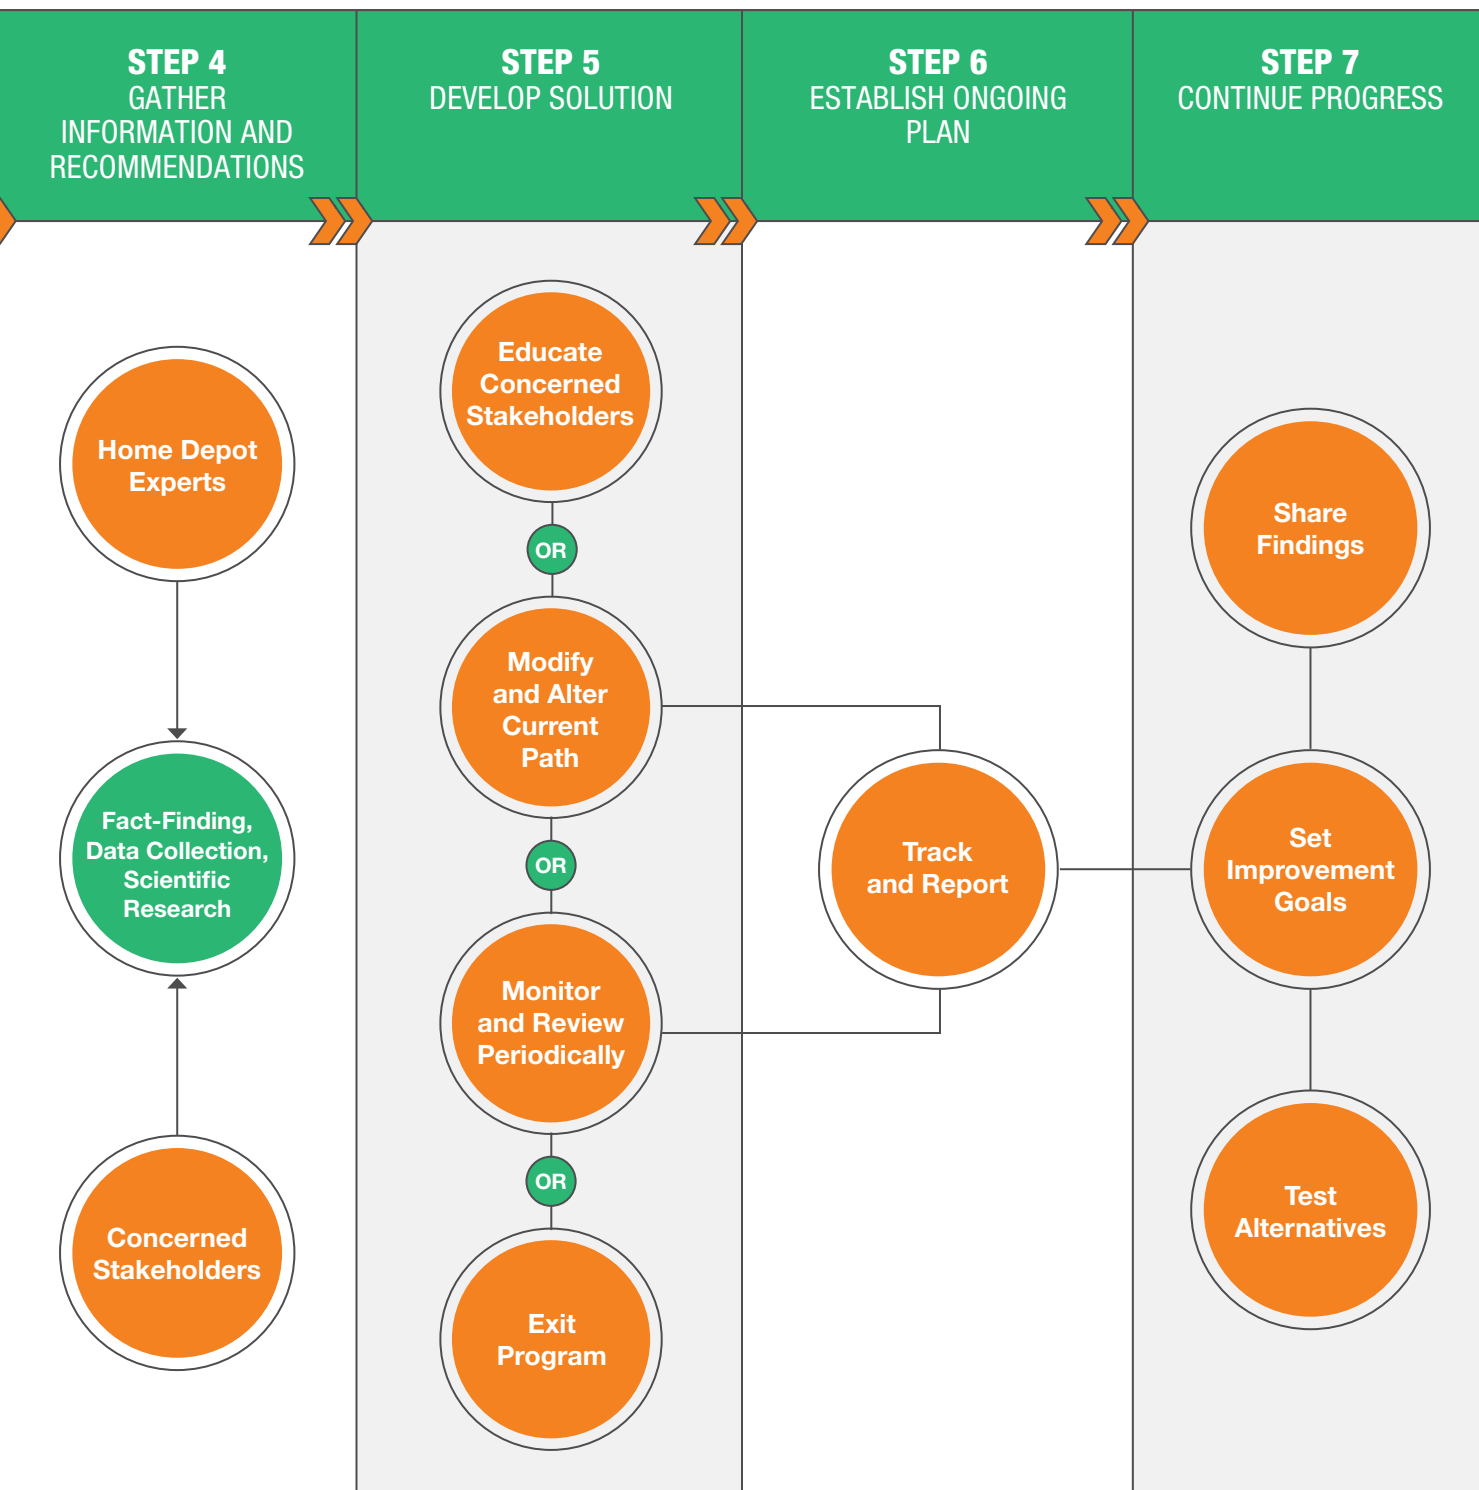 STEP 4
GATHER
INFORMATION AND
RECOMMENDATIONS
STEP 5
DEVELOP SOLUTION
STEP 6
ESTABLISH ONGOING
PLAN
STEP 7
CONTINUE PROGRESS
Home Depot
Experts
Fact-Finding,
Data Collection,
Scientific
Research
Concerned
Stakeholders
Educate
Concerned
Stakeholders
OR
Modify
and Alter
Current
Path
OR
Monitor
and Review
Periodically
OR
Exit
Program
Track
and Report
Share
Findings
Set
Improvement
Goals
Test
Alternatives